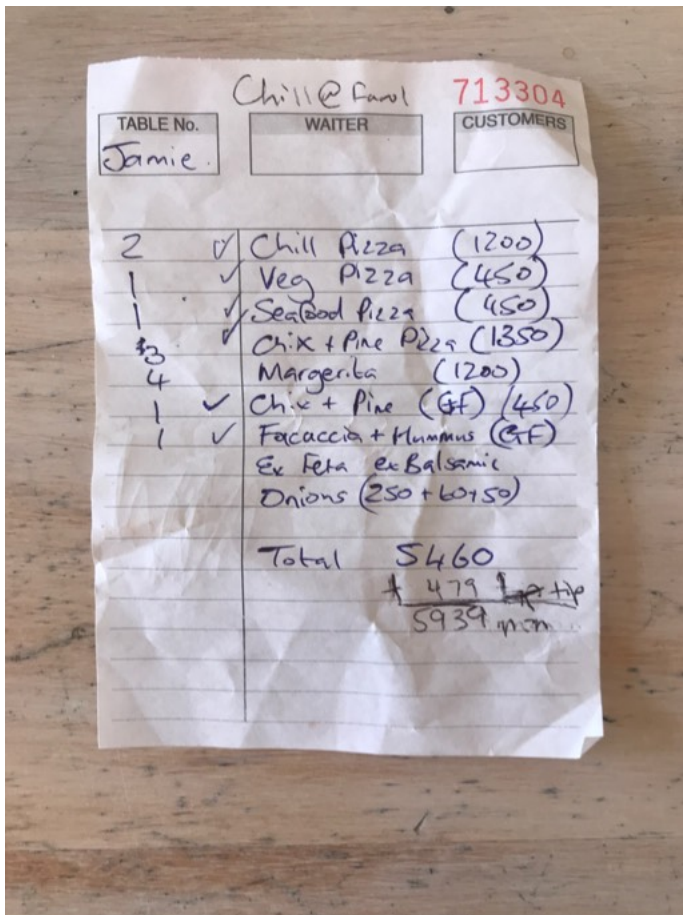 Chill @ Farol 713304
TABLE No. WAITER CUSTOMERS
Jamie.
2 ✓ Chill Pizza (1200)
1 ✓ Veg Pizza (450)
1 ✓ Seafood Pizza (450)
3 ✓ Chix + Pine Pizza (1350)
4 Margerita (1200)
1 ✓ Chix + Pine (GF) (450)
1 ✓ Facaccia + Hummus (GF)
Ex Feta ex Balsamic
Onions (250 + 60 + 50)
Total 5460
+ 479 tip
5939